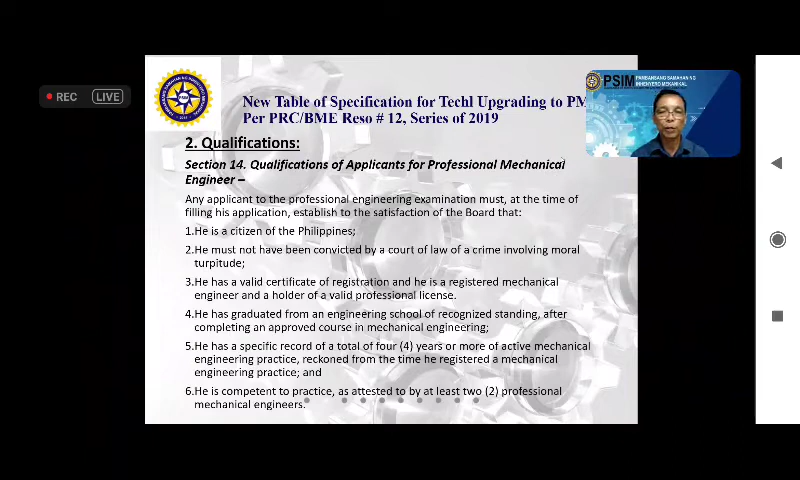 REC
LIVE
PSIM
PAMBANSANG SAMAHAN NG
INHENYERO MEKANIKAL
New Table of Specification for Techl Upgrading to PM
Per PRC/BME Reso # 12, Series of 2019
2. Qualifications:
Section 14. Qualifications of Applicants for Professional Mechanical
Engineer –
Any applicant to the professional engineering examination must, at the time of
filling his application, establish to the satisfaction of the Board that:
1.He is a citizen of the Philippines;
2.He must not have been convicted by a court of law of a crime involving moral
turpitude;
3.He has a valid certificate of registration and he is a registered mechanical
engineer and a holder of a valid professional license.
4.He has graduated from an engineering school of recognized standing, after
completing an approved course in mechanical engineering;
5.He has a specific record of a total of four (4) years or more of active mechanical
engineering practice, reckoned from the time he registered a mechanical
engineering practice; and
6.He is competent to practice, as attested to by at least two (2) professional
mechanical engineers.